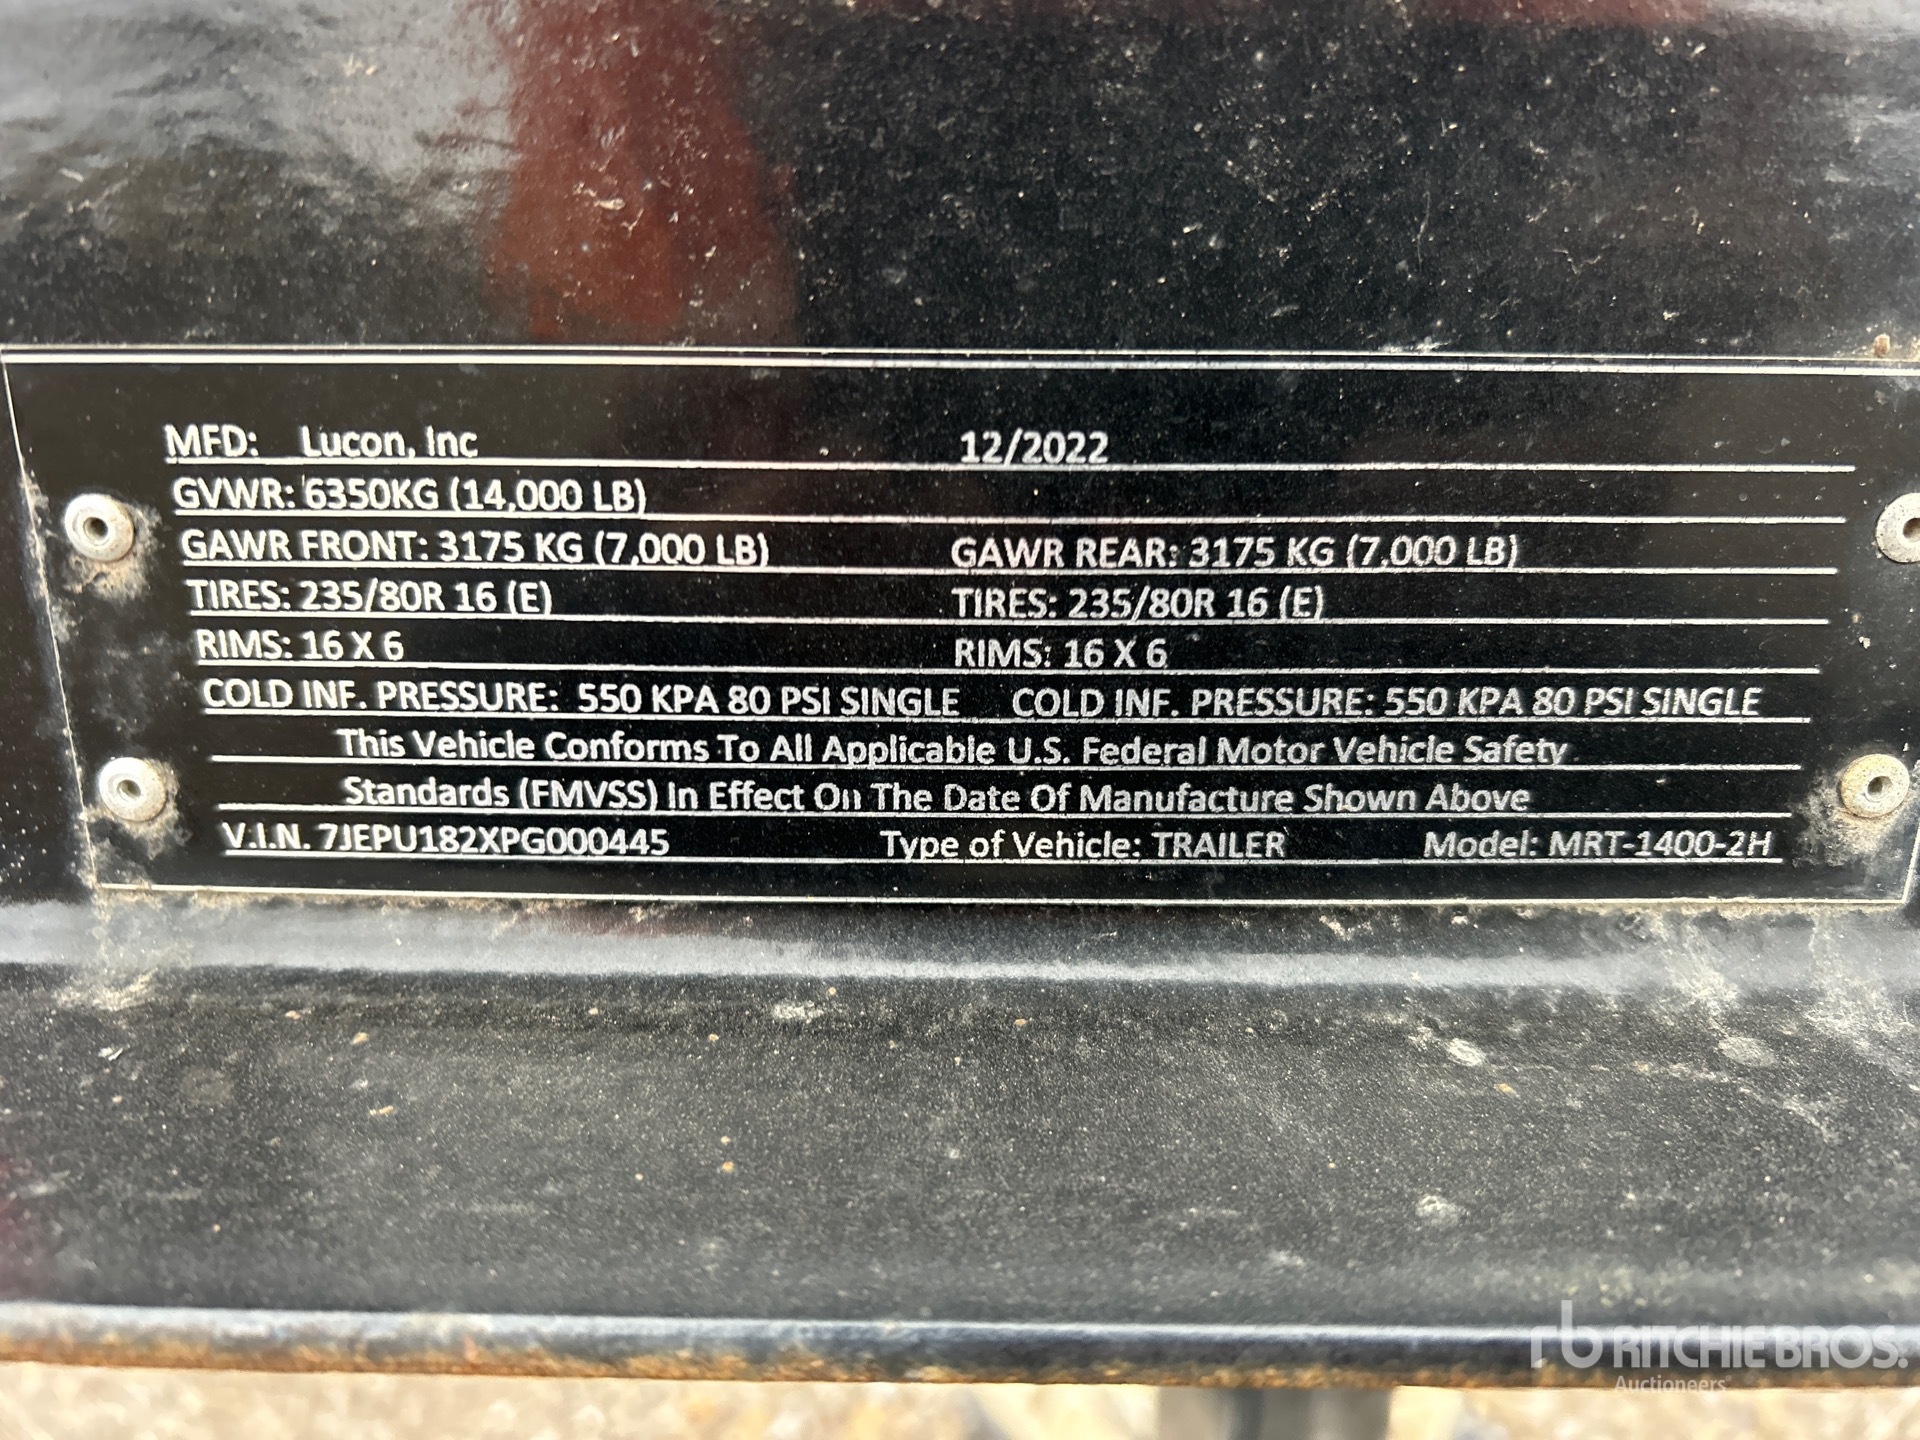 MFD: Lucon, Inc 12/2022
GVWR: 6350KG (14,000 LB)
GAWR FRONT: 3175 KG (7,000 LB) GAWR REAR: 3175 KG (7,000 LB)
TIRES: 235/80R 16 (E) TIRES: 235/80R 16 (E)
RIMS: 16 X 6 RIMS: 16 X 6
COLD INF. PRESSURE: 550 KPA 80 PSI SINGLE COLD INF. PRESSURE: 550 KPA 80 PSI SINGLE
This Vehicle Conforms To All Applicable U.S. Federal Motor Vehicle Safety
Standards (FMVSS) In Effect On The Date Of Manufacture Shown Above
V.I.N. 7JEPU182XPG000445 Type of Vehicle: TRAILER Model: MRT-1400-2H
rb RITCHIE BROS.
Auctioneers